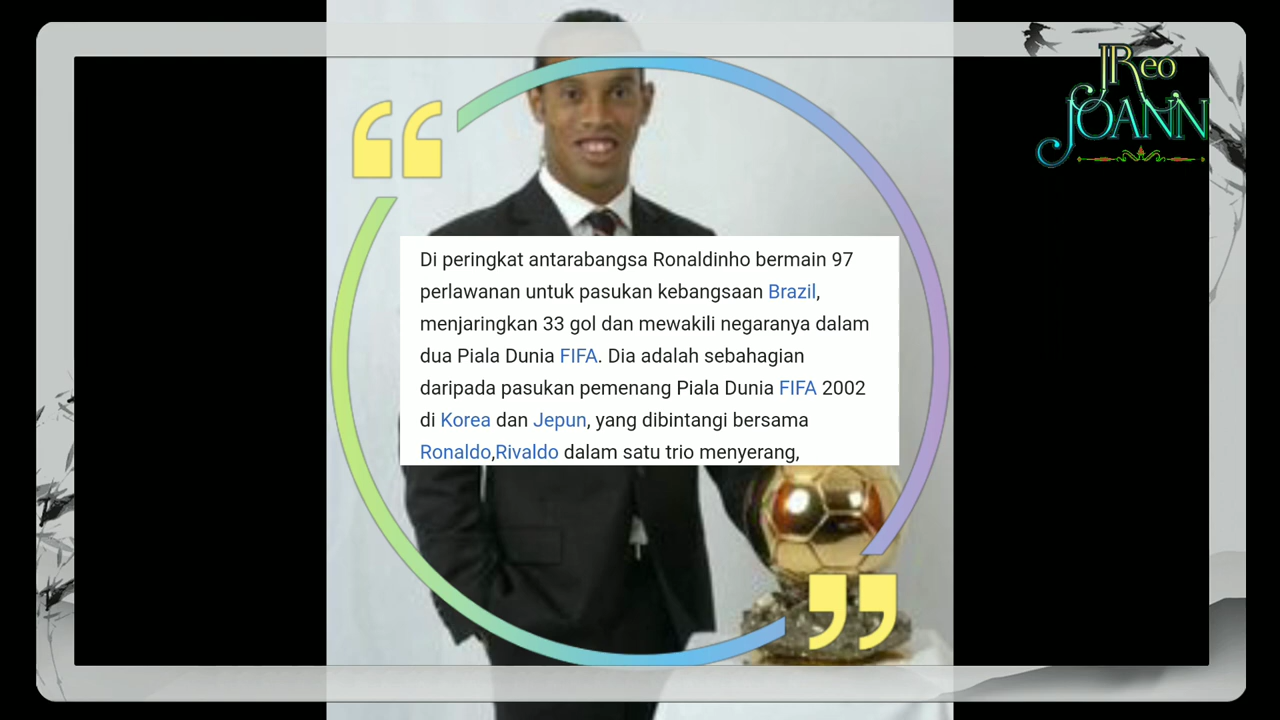 JReo
JOANN
Di peringkat antarabangsa Ronaldinho bermain 97
perlawanan untuk pasukan kebangsaan Brazil,
menjaringkan 33 gol dan mewakili negaranya dalam
dua Piala Dunia FIFA. Dia adalah sebahagian
daripada pasukan pemenang Piala Dunia FIFA 2002
di Korea dan Jepun, yang dibintangi bersama
Ronaldo,Rivaldo dalam satu trio menyerang,